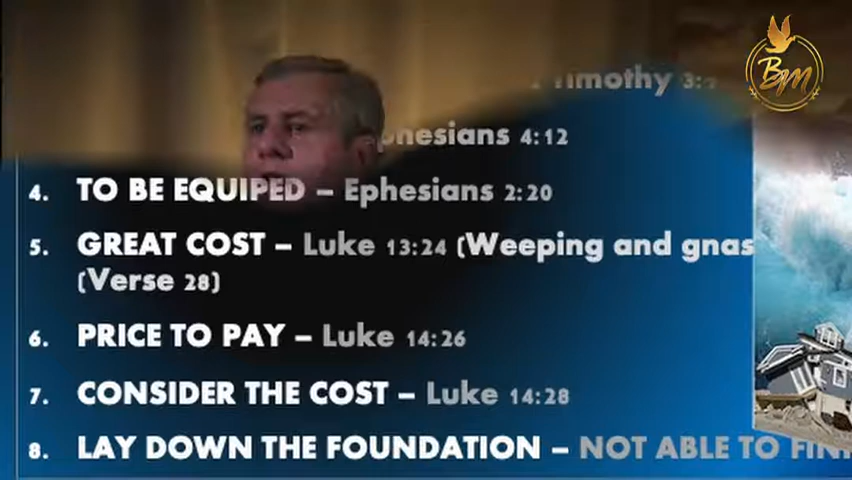 BM
Timothy 3:
phesians 4:12
4. TO BE EQUIPED – Ephesians 2:20
5. GREAT COST – Luke 13:24 (Weeping and gnas
(Verse 28)
6. PRICE TO PAY – Luke 14:26
7. CONSIDER THE COST – Luke 14:28
8. LAY DOWN THE FOUNDATION – NOT ABLE TO FIN